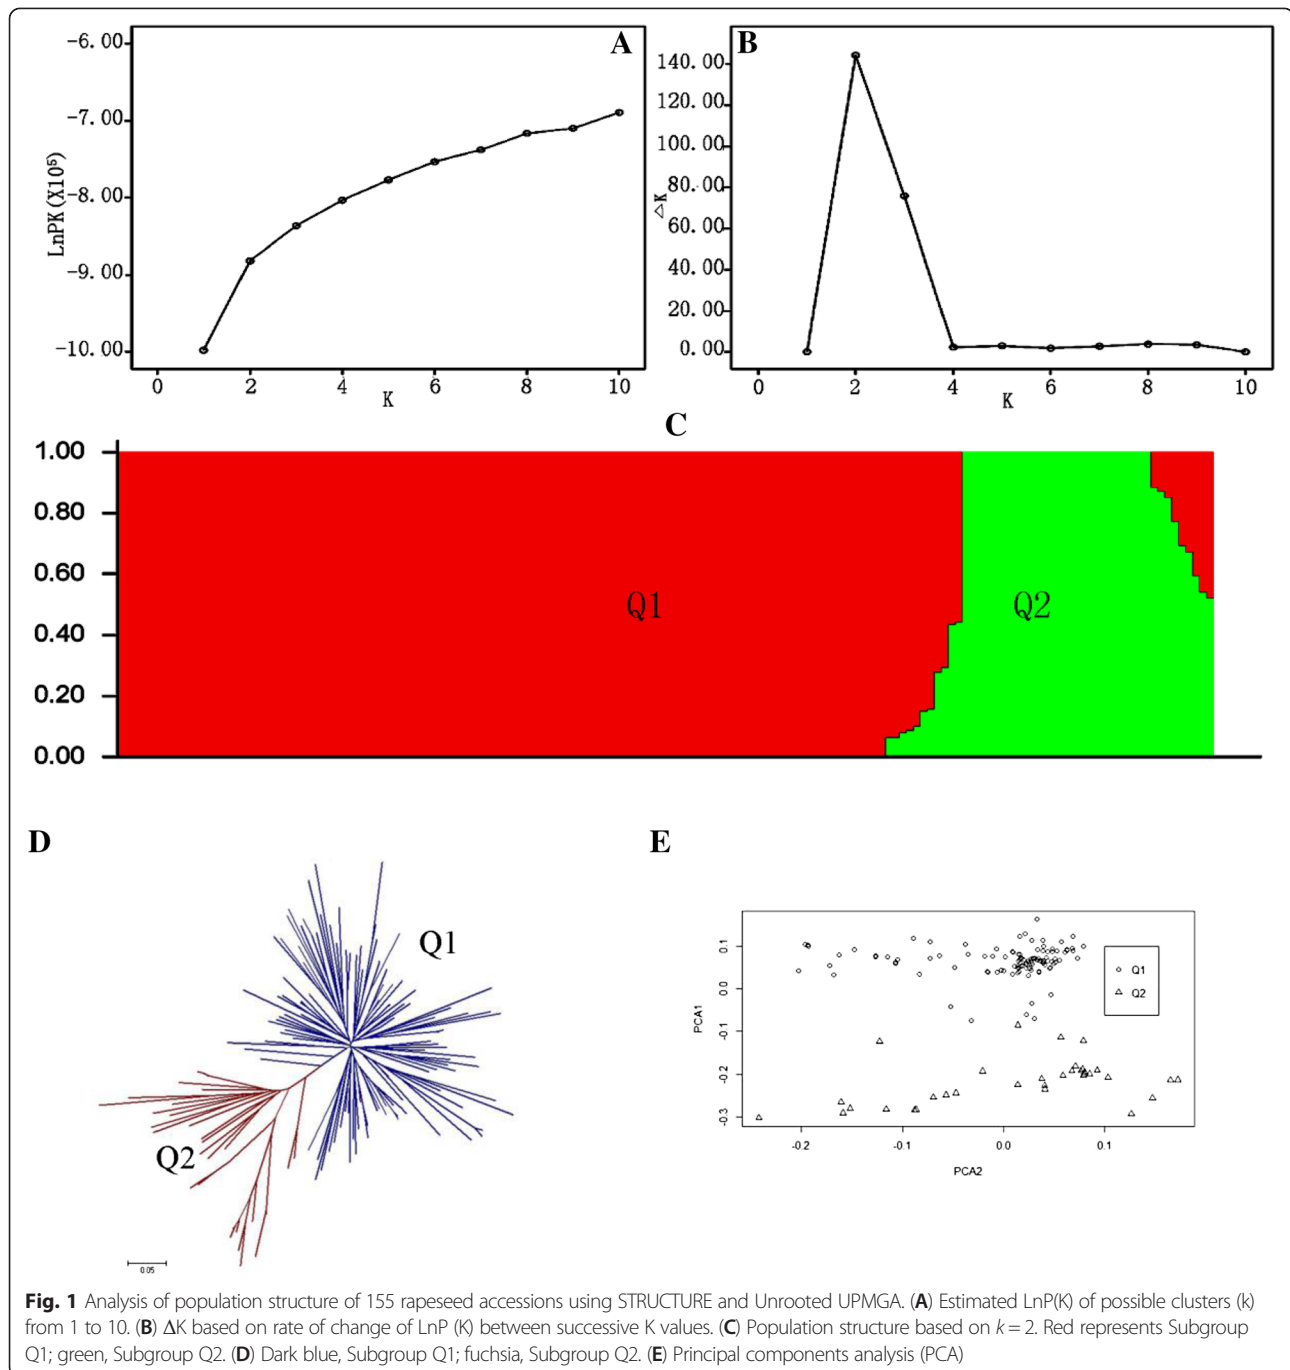 A
-6.00
-7.00
-8.00
-9.00
-10.00
LnPK(X10⁵)
0 2 4 6 8 10
K
B
140.00
120.00
100.00
80.00
60.00
40.00
20.00
0.00
△K
0 2 4 6 8 10
K
C
1.00
0.80
0.60
0.40
0.20
0.00
Q1
Q2
D
Q1
Q2
0.05
E
0.1
0.0
-0.1
-0.2
-0.3
PCA1
Q1
Q2
-0.2 -0.1 0.0 0.1
PCA2
Fig. 1 Analysis of population structure of 155 rapeseed accessions using STRUCTURE and Unrooted UPMGA. (A) Estimated LnP(K) of possible clusters (k)
from 1 to 10. (B) ΔK based on rate of change of LnP (K) between successive K values. (C) Population structure based on k = 2. Red represents Subgroup
Q1; green, Subgroup Q2. (D) Dark blue, Subgroup Q1; fuchsia, Subgroup Q2. (E) Principal components analysis (PCA)